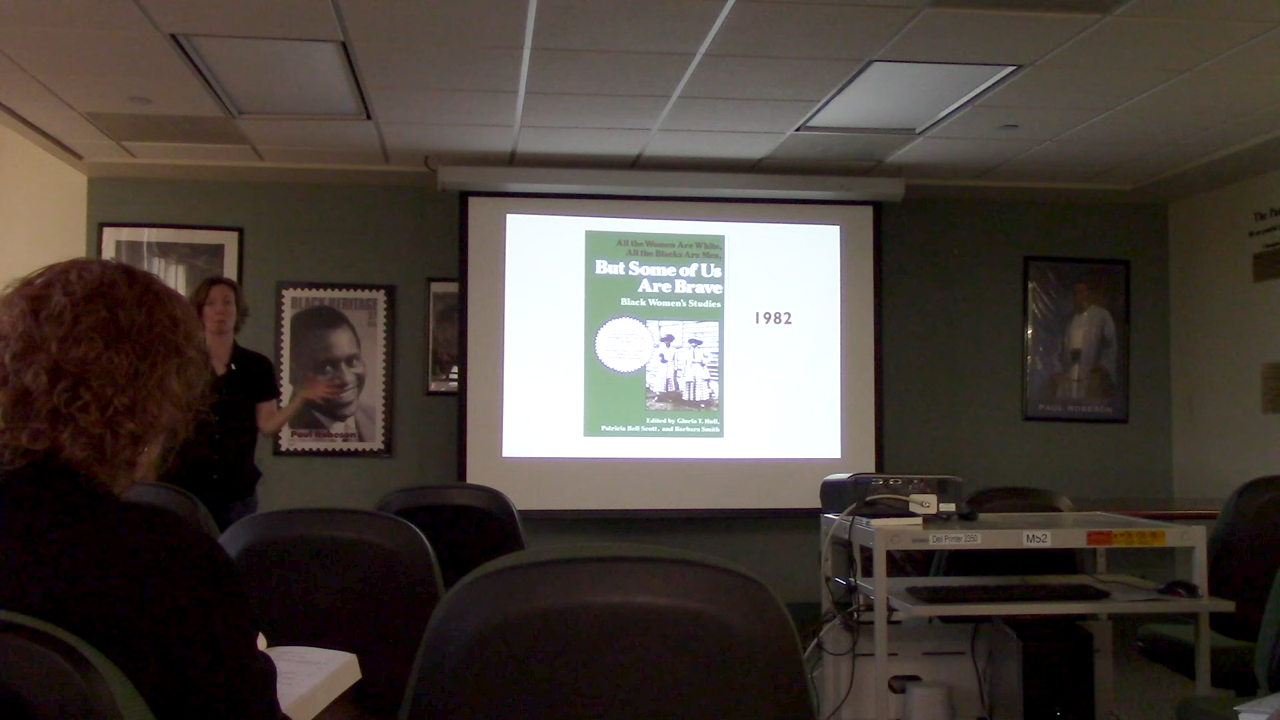 BLACK HERITAGE
Paul Robeson
All the Women Are White,
All the Blacks Are Men,
But Some of Us
Are Brave
Black Women's Studies
1982
Edited by Gloria T. Hull,
Patricia Bell Scott, and Barbara Smith
PAUL ROBESON
The
Dell Printer 2350
M52